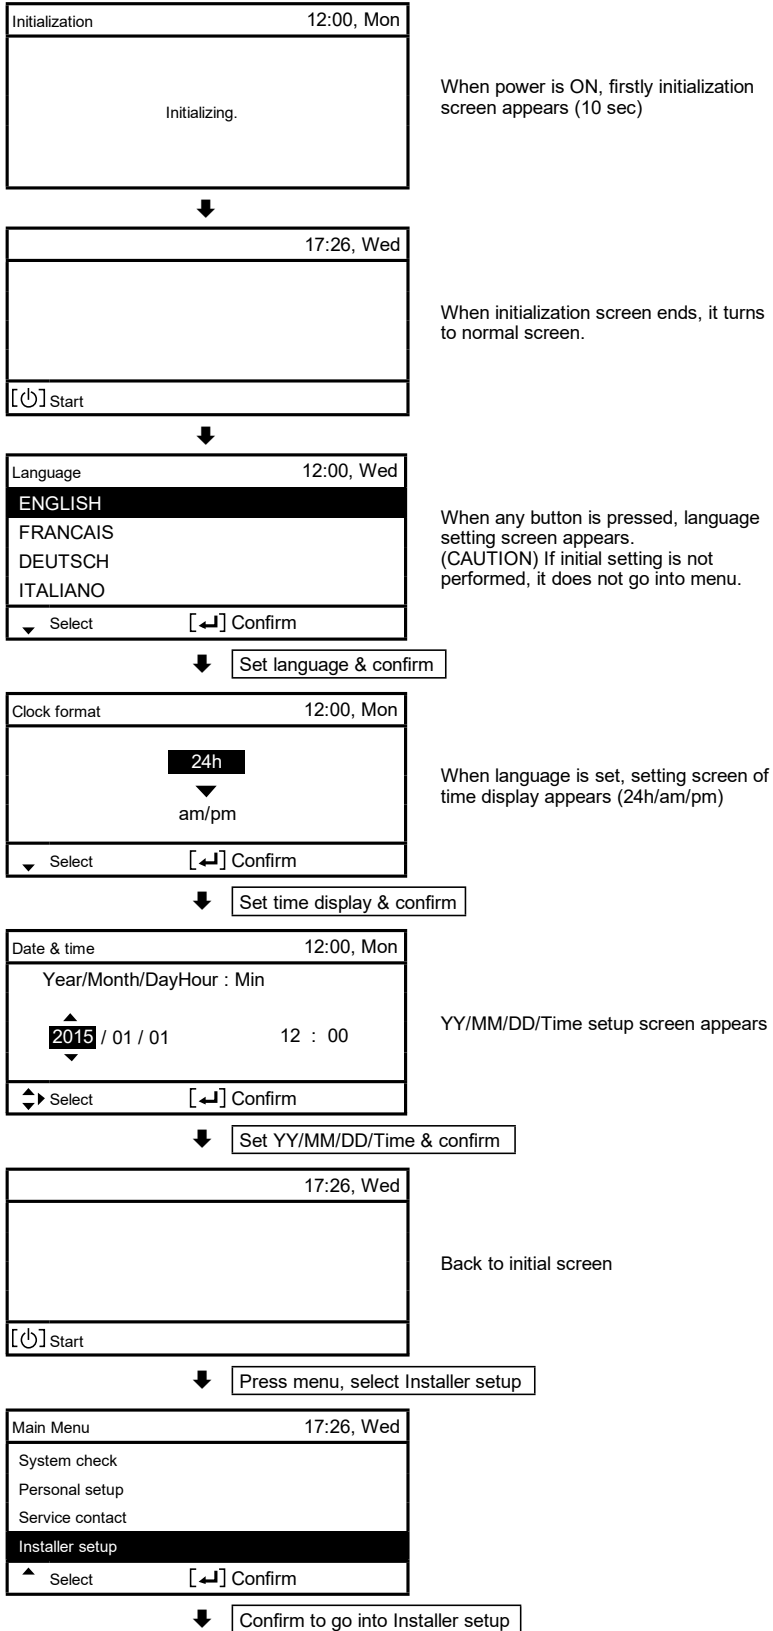 Initialization 12:00, Mon
Initializing.
When power is ON, firstly initialization
screen appears (10 sec)
17:26, Wed
[⏻] Start
When initialization screen ends, it turns
to normal screen.
Language 12:00, Wed
ENGLISH
FRANCAIS
DEUTSCH
ITALIANO
Select [↵] Confirm
When any button is pressed, language
setting screen appears.
(CAUTION) If initial setting is not
performed, it does not go into menu.
Set language & confirm
Clock format 12:00, Mon
24h
am/pm
Select [↵] Confirm
When language is set, setting screen of
time display appears (24h/am/pm)
Set time display & confirm
Date & time 12:00, Mon
Year/Month/DayHour : Min
2015 / 01 / 01 12 : 00
Select [↵] Confirm
YY/MM/DD/Time setup screen appears
Set YY/MM/DD/Time & confirm
17:26, Wed
[⏻] Start
Back to initial screen
Press menu, select Installer setup
Main Menu 17:26, Wed
System check
Personal setup
Service contact
Installer setup
Select [↵] Confirm
Confirm to go into Installer setup